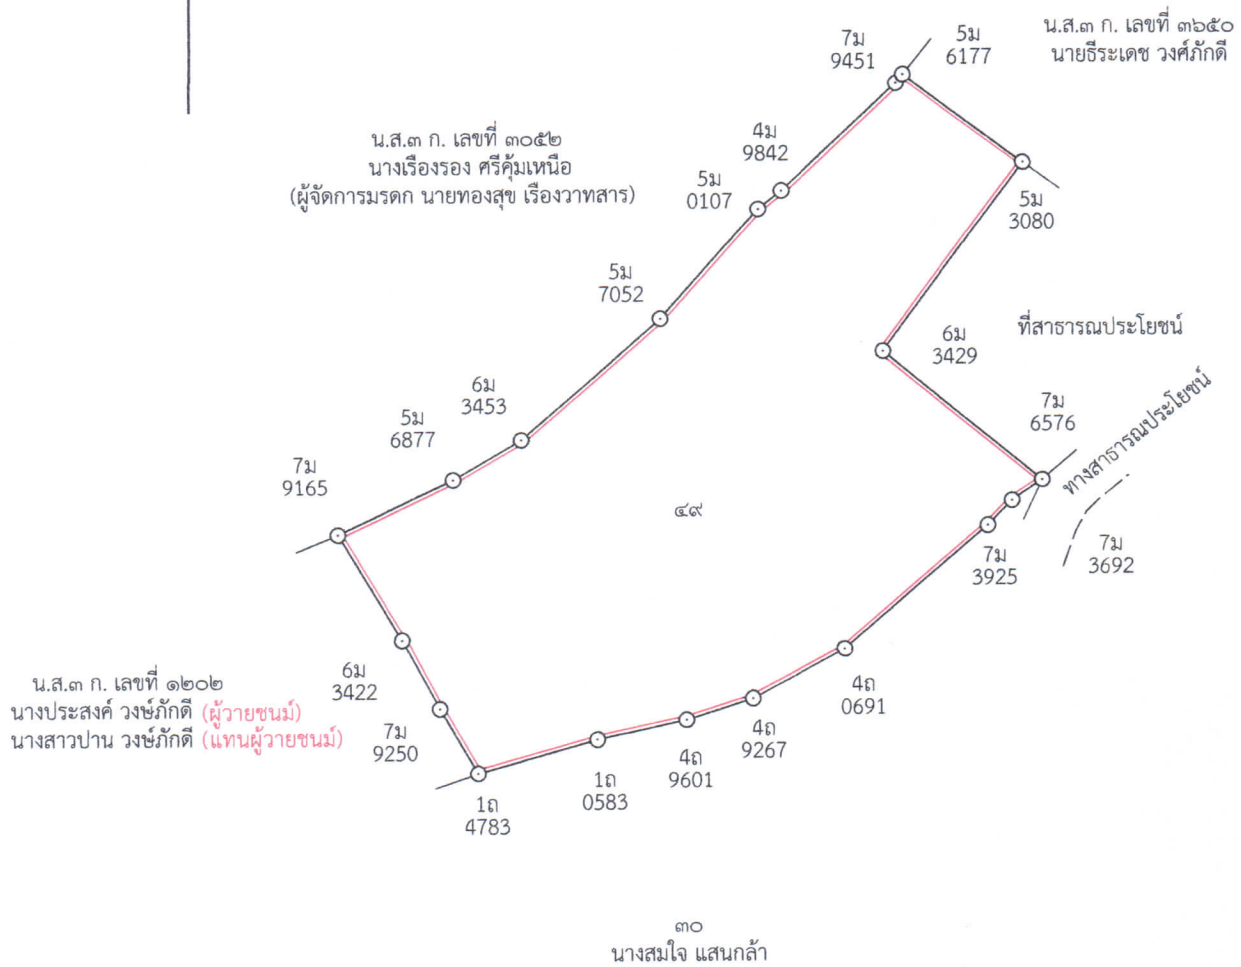 น.ส.๓ ก. เลขที่ ๓๖๕๐
นายธีระเดช วงศ์ภักดี
7ม
9451
5ม
6177
น.ส.๓ ก. เลขที่ ๓๐๕๒
นางเรืองรอง ศรีคุ้มเหนือ
(ผู้จัดการมรดก นายทองสุข เรืองวาทสาร)
4ม
9842
5ม
0107
5ม
3080
5ม
7052
ที่สาธารณประโยชน์
6ม
3429
6ม
3453
5ม
6877
7ม
6576
ทางสาธารณประโยชน์
7ม
9165
๔๙
7ม
3925
7ม
3692
น.ส.๓ ก. เลขที่ ๑๒๐๒
นางประสงค์ วงษ์ภักดี (ผู้วายชนม์)
นางสาวปาน วงษ์ภักดี (แทนผู้วายชนม์)
6ม
3422
7ม
9250
4ถ
0691
4ถ
9267
4ถ
9601
1ถ
0583
1ถ
4783
๓๐
นางสมใจ แสนกล้า